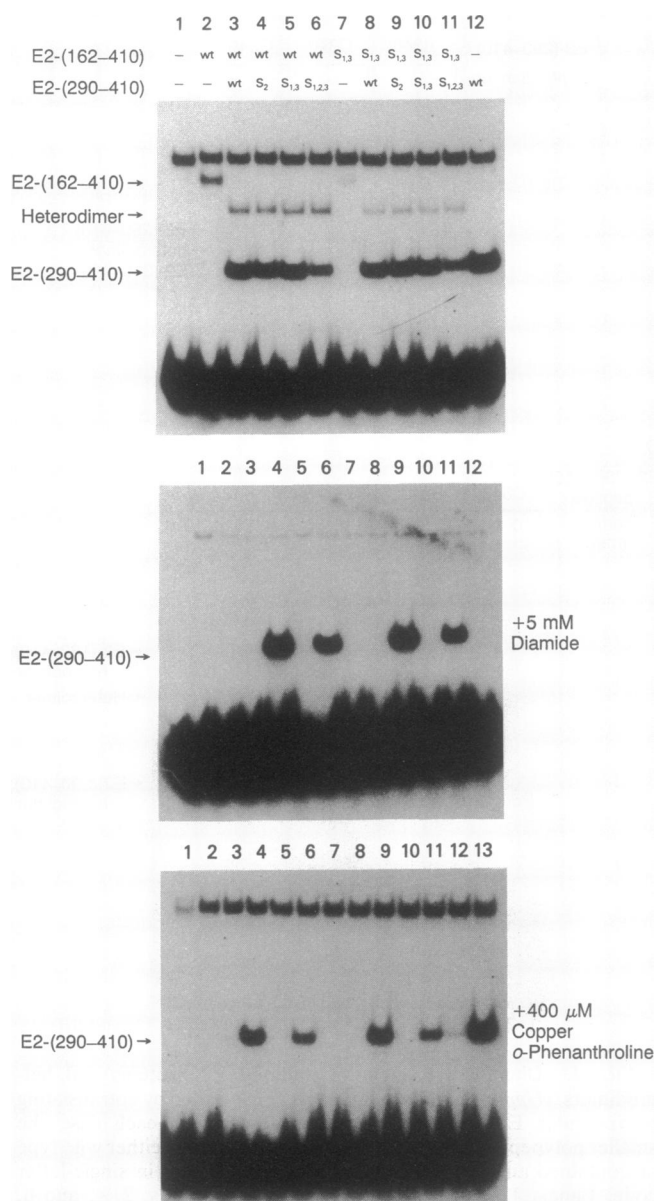 1 2 3 4 5 6 7 8 9 10 11 12
E2-(162–410) – wt wt wt wt wt S1,3 S1,3 S1,3 S1,3 S1,3
E2-(290–410) – – wt S2 S1,3 S1,2,3 – wt S2 S1,3 S1,2,3 wt
E2-(162–410) →
Heterodimer →
E2-(290–410) →
1 2 3 4 5 6 7 8 9 10 11 12
E2-(290–410) →
+5 mM
Diamide
1 2 3 4 5 6 7 8 9 10 11 12 13
E2-(290–410) →
+400 μM
Copper
o-Phenanthroline